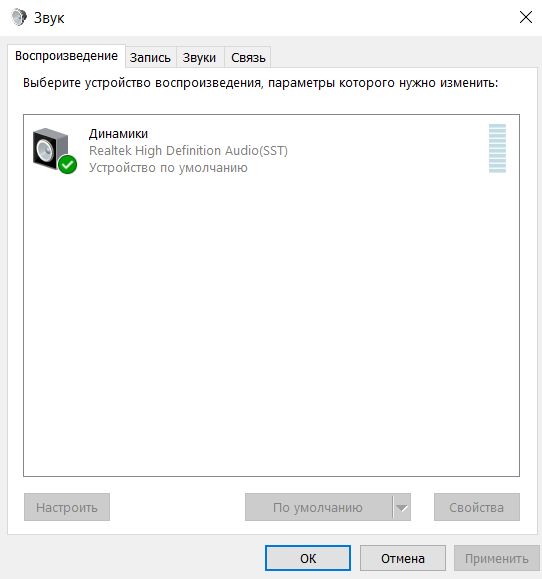 Звук
Воспроизведение Запись Звуки Связь
Выберите устройство воспроизведения, параметры которого нужно изменить:
Динамики
Realtek High Definition Audio(SST)
Устройство по умолчанию
Настроить По умолчанию Свойства
ОК Отмена Применить